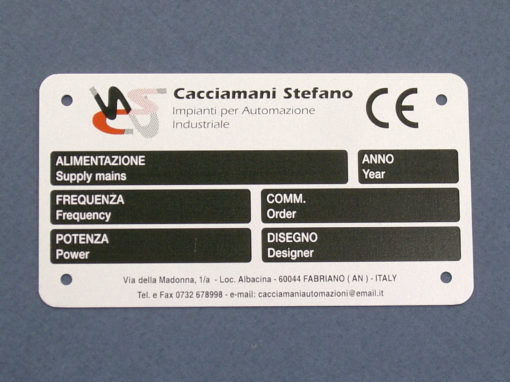 Cacciamani Stefano
Impianti per Automazione
Industriale
CE
ALIMENTAZIONE
Supply mains
ANNO
Year
FREQUENZA
Frequency
COMM.
Order
POTENZA
Power
DISEGNO
Designer
Via della Madonna, 1/a - Loc. Albacina - 60044 FABRIANO ( AN ) - ITALY
Tel. e Fax 0732 678998 - e-mail: cacciamaniautomazioni@email.it